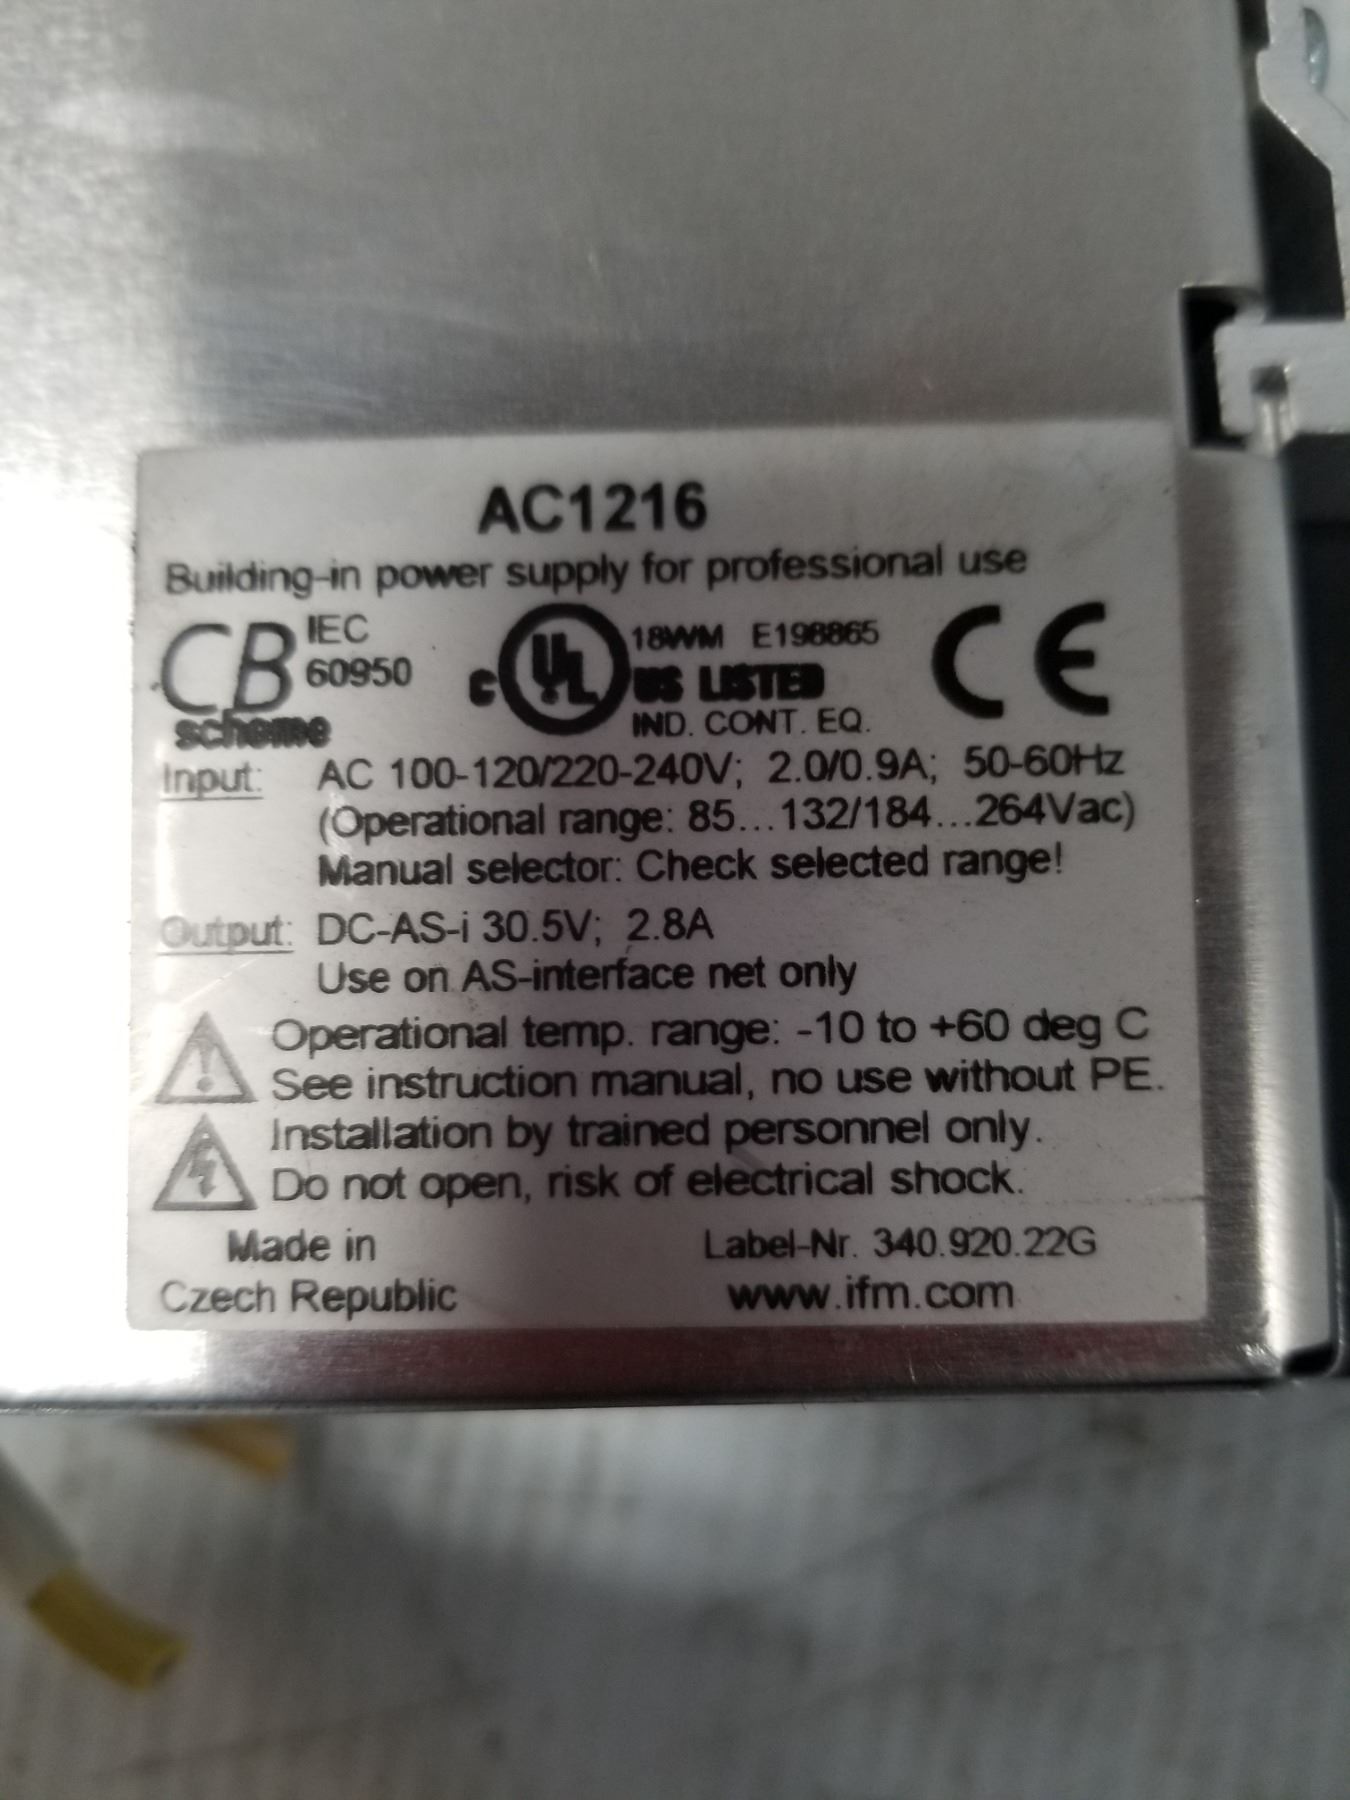 AC1216
Building-in power supply for professional use
CB scheme
IEC
60950
c UL US LISTED
18WM E198865
IND. CONT. EQ.
CE
Input: AC 100-120/220-240V; 2.0/0.9A; 50-60Hz
(Operational range: 85...132/184...264Vac)
Manual selector: Check selected range!
Output: DC-AS-i 30.5V; 2.8A
Use on AS-interface net only
Operational temp. range: -10 to +60 deg C
See instruction manual, no use without PE.
Installation by trained personnel only.
Do not open, risk of electrical shock.
Made in
Czech Republic
Label-Nr. 340.920.22G
www.ifm.com